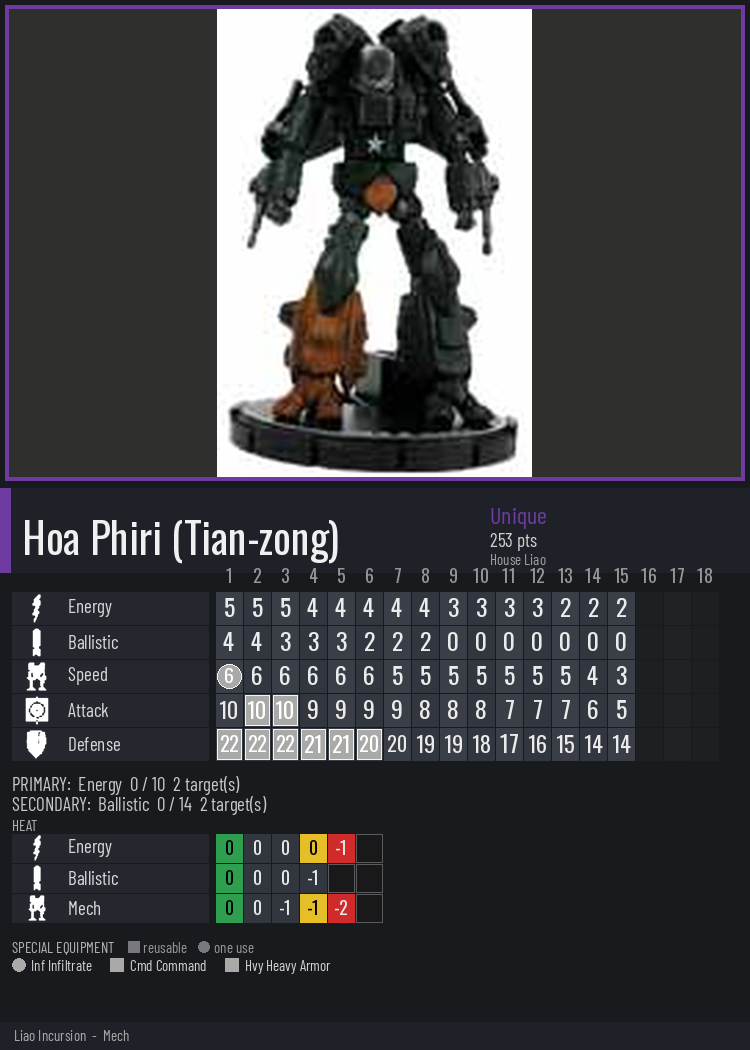 Hoa Phiri (Tian-zong)
Unique
253 pts
House Liao
1 2 3 4 5 6 7 8 9 10 11 12 13 14 15 16 17 18
Energy 5 5 5 4 4 4 4 4 3 3 3 3 2 2 2
Ballistic 4 4 3 3 3 2 2 2 0 0 0 0 0 0 0
Speed 6 6 6 6 6 6 5 5 5 5 5 5 5 4 3
Attack 10 10 10 9 9 9 9 8 8 8 7 7 7 6 5
Defense 22 22 22 21 21 20 20 19 19 18 17 16 15 14 14
PRIMARY: Energy 0 / 10 2 target(s)
SECONDARY: Ballistic 0 / 14 2 target(s)
HEAT
Energy 0 0 0 0 -1
Ballistic 0 0 0 -1
Mech 0 0 -1 -1 -2
SPECIAL EQUIPMENT reusable one use
Inf Infiltrate Cmd Command Hvy Heavy Armor
Liao Incursion - Mech